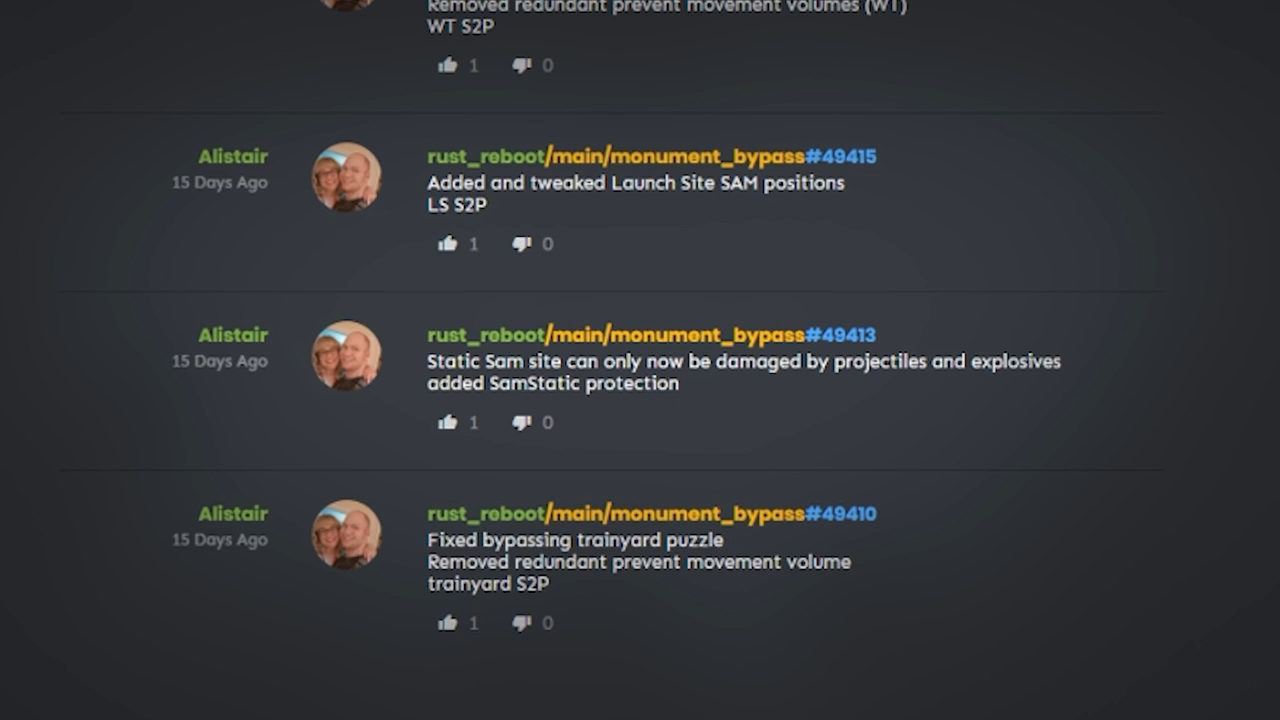 Removed redundant prevent movement volumes (WT)
WT S2P
1 0
Alistair
15 Days Ago
rust_reboot/main/monument_bypass#49415
Added and tweaked Launch Site SAM positions
LS S2P
1 0
Alistair
15 Days Ago
rust_reboot/main/monument_bypass#49413
Static Sam site can only now be damaged by projectiles and explosives
added SamStatic protection
1 0
Alistair
15 Days Ago
rust_reboot/main/monument_bypass#49410
Fixed bypassing trainyard puzzle
Removed redundant prevent movement volume
trainyard S2P
1 0